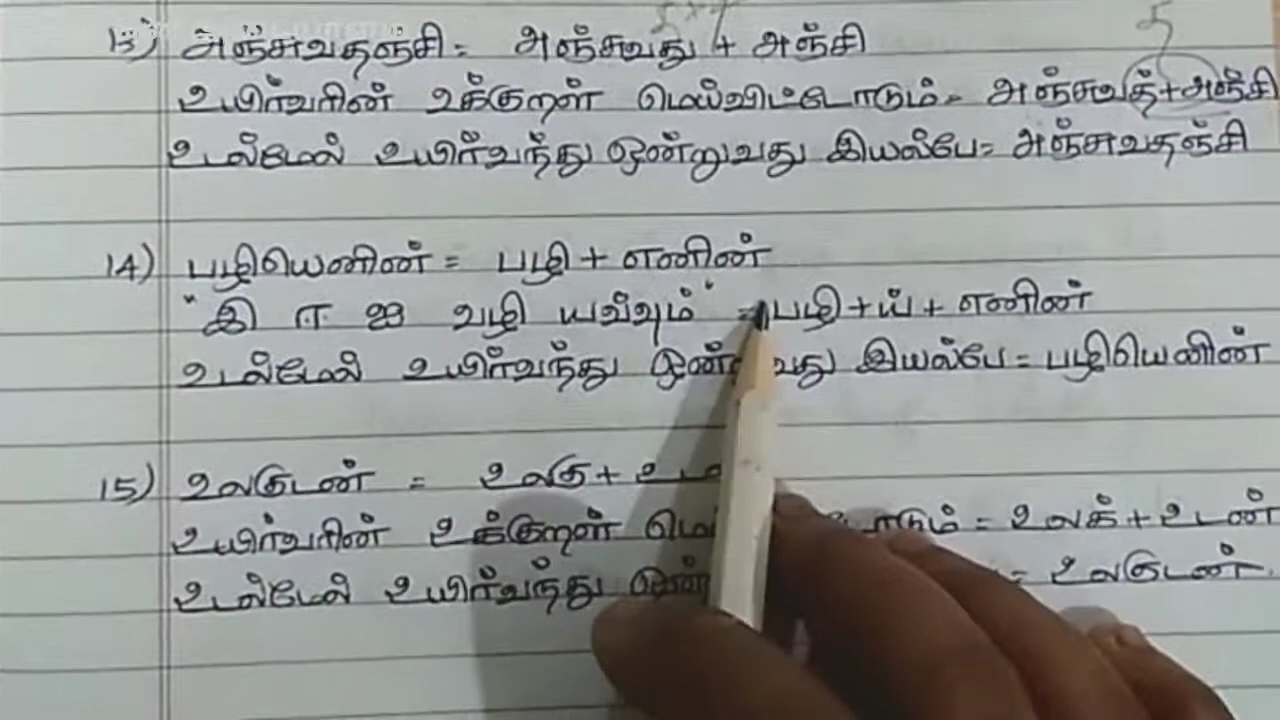 13) அஞ்சுவதஞ்சி = அஞ்சுவது + அஞ்சி
உயிர்வரின் உக்குறள் மெய்விட்டோடும் = அஞ்சுவத்+அஞ்சி
உடல்மேல் உயிர்வந்து ஒன்றுவது இயல்பே = அஞ்சுவதஞ்சி
14) பழியெனின் = பழி + எனின்
"இ ஈ ஐ வழி யவ்வும்" = பழி + ய் + எனின்
உடல்மேல் உயிர்வந்து ஒன்றுவது இயல்பே = பழியெனின்
15) உலகுடன் = உலகு +
உயிர்வரின் உக்குறள் = உலக் + உடன்
உடல்மேல் உயிர்வந்து = உலகுடன்.